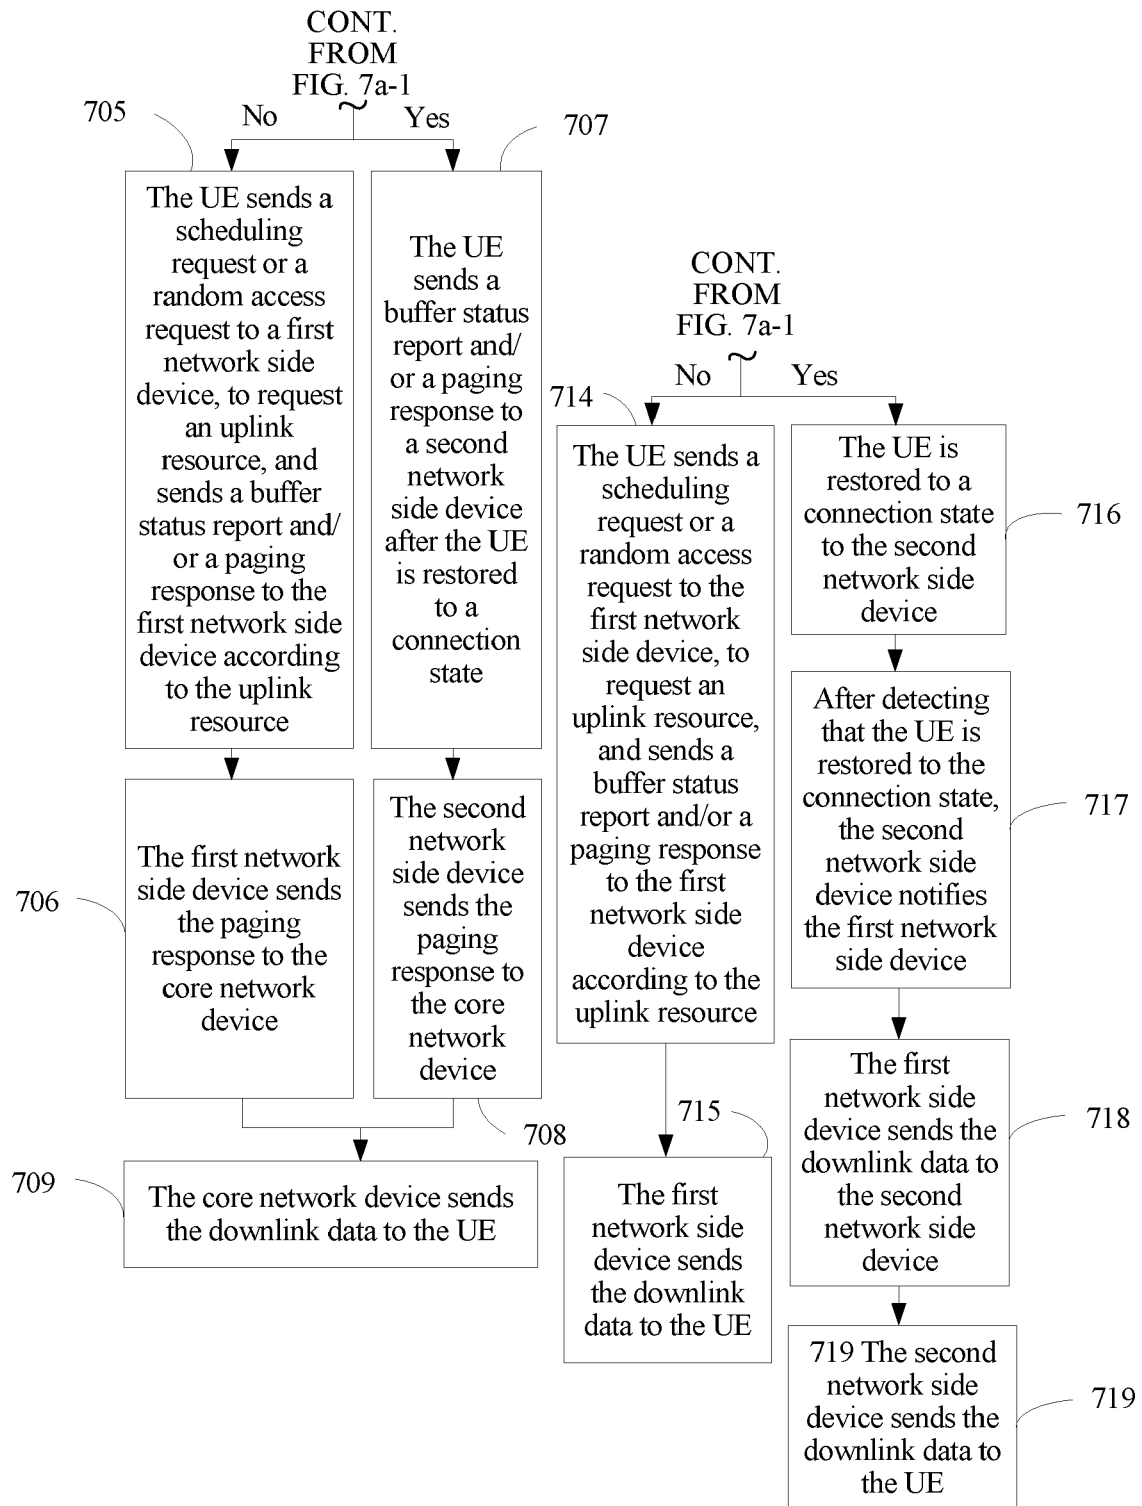 CONT.
FROM
FIG. 7a-1
No
Yes
705
The UE sends a
scheduling
request or a
random access
request to a first
network side
device, to request
an uplink
resource, and
sends a buffer
status report and/
or a paging
response to the
first network side
device according
to the uplink
resource
707
The UE
sends a
buffer status
report and/
or a paging
response to
a second
network
side device
after the UE
is restored
to a
connection
state
706
The first network
side device sends
the paging
response to the
core network
device
The second
network
side device
sends the
paging
response to
the core
network
device
708
709
The core network device sends
the downlink data to the UE
CONT.
FROM
FIG. 7a-1
No
Yes
714
The UE sends a
scheduling
request or a
random access
request to the
first network
side device, to
request an
uplink resource,
and sends a
buffer status
report and/or a
paging response
to the first
network side
device
according to the
uplink resource
715
The first
network side
device sends
the downlink
data to the UE
The UE is
restored to a
connection state
to the second
network side
device
716
After detecting
that the UE is
restored to the
connection state,
the second
network side
device notifies
the first network
side device
717
The first
network side
device sends the
downlink data to
the second
network side
device
718
719 The second
network side
device sends the
downlink data to
the UE
719